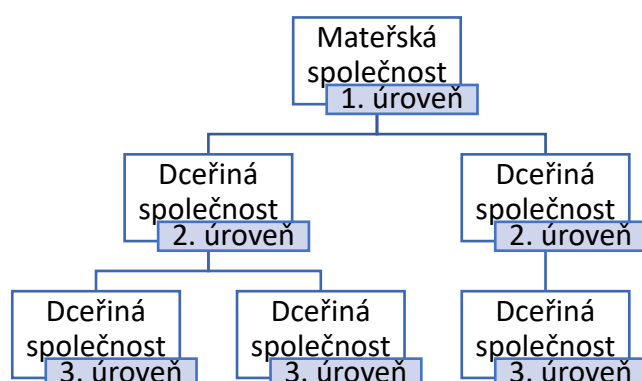 Mateřská
společnost
1. úroveň
Dceřiná
společnost
2. úroveň
Dceřiná
společnost
2. úroveň
Dceřiná
společnost
3. úroveň
Dceřiná
společnost
3. úroveň
Dceřiná
společnost
3. úroveň